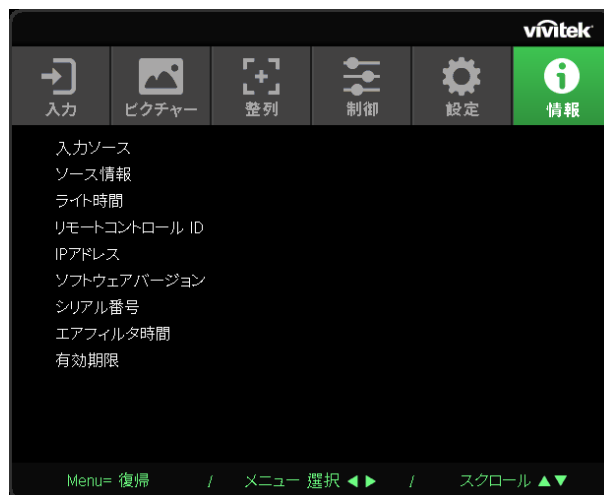 vivitek
入力 ピクチャー 整列 制御 設定 情報
入力ソース
ソース情報
ライト時間
リモートコントロール ID
IPアドレス
ソフトウェアバージョン
シリアル番号
エアフィルタ時間
有効期限
Menu= 復帰 / メニュー 選択 ◀ ▶ / スクロール ▲▼